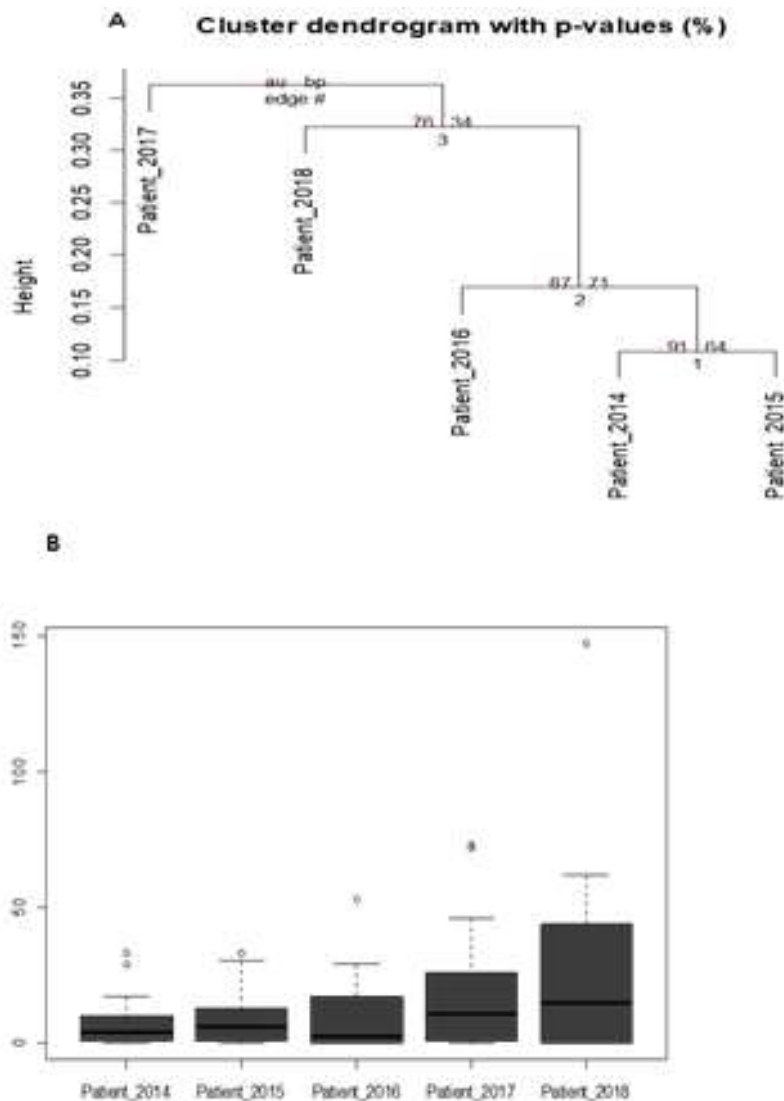 A
Cluster dendrogram with p-values (%)
Height
0.35
0.30
0.25
0.20
0.15
0.10
au bp
edge #
76 34
3
87 71
2
91 64
1
Patient_2017
Patient_2018
Patient_2016
Patient_2014
Patient_2015
B
150
100
50
0
Patient_2014 Patient_2015 Patient_2016 Patient_2017 Patient_2018